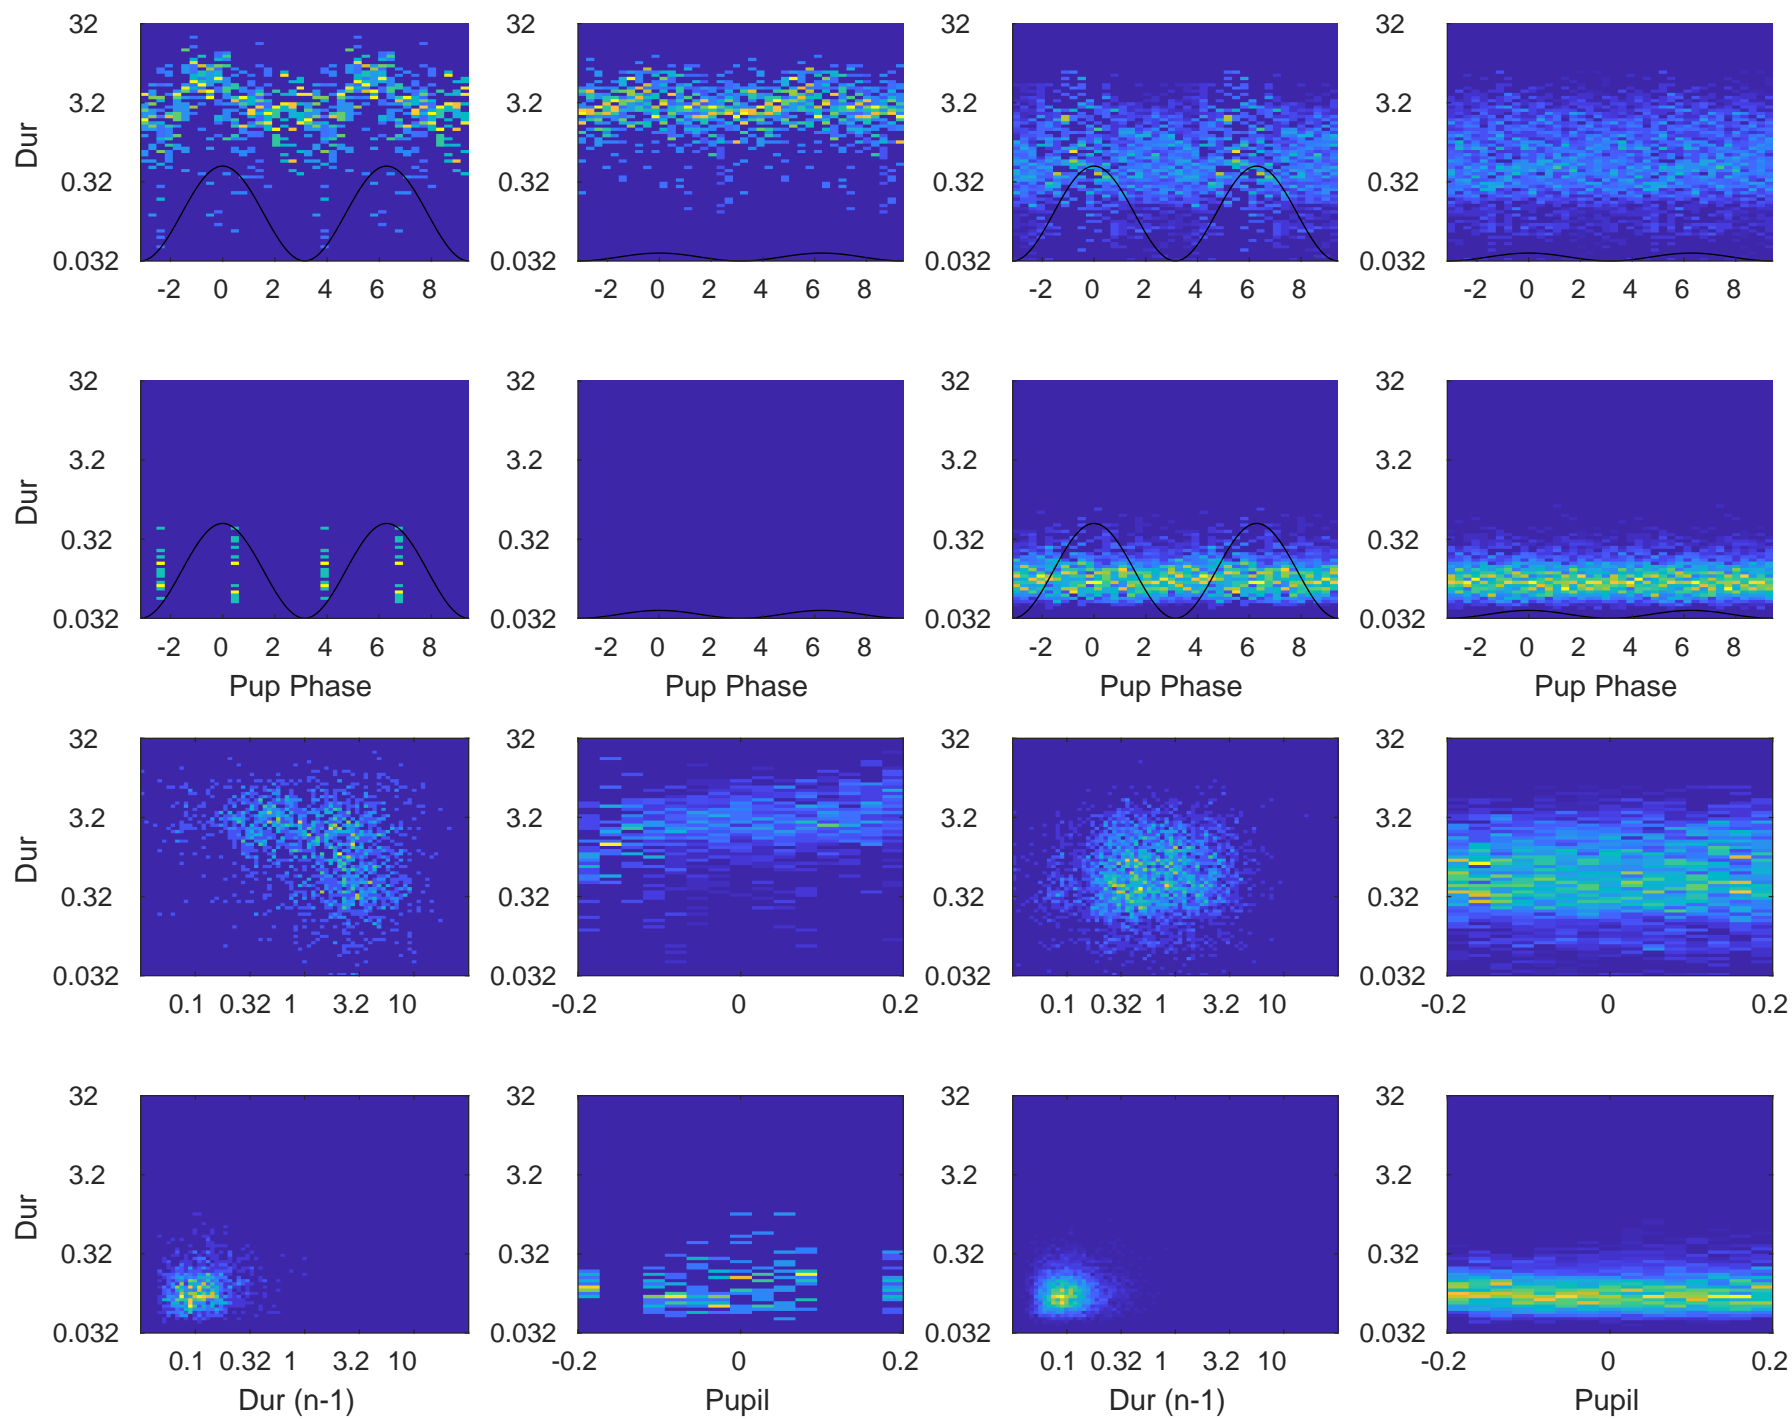 32 32 32 32
3.2 3.2 3.2 3.2
Dur
0.32 0.32 0.32 0.32
0.032 0.032 0.032 0.032
-2 0 2 4 6 8 -2 0 2 4 6 8 -2 0 2 4 6 8 -2 0 2 4 6 8
32 32 32 32
3.2 3.2 3.2 3.2
Dur
0.32 0.32 0.32 0.32
0.032 0.032 0.032 0.032
-2 0 2 4 6 8 -2 0 2 4 6 8 -2 0 2 4 6 8 -2 0 2 4 6 8
Pup Phase Pup Phase Pup Phase Pup Phase
32 32 32 32
3.2 3.2 3.2 3.2
Dur
0.32 0.32 0.32 0.32
0.032 0.032 0.032 0.032
0.1 0.32 1 3.2 10 -0.2 0 0.2 0.1 0.32 1 3.2 10 -0.2 0 0.2
32 32 32 32
3.2 3.2 3.2 3.2
Dur
0.32 0.32 0.32 0.32
0.032 0.032 0.032 0.032
0.1 0.32 1 3.2 10 -0.2 0 0.2 0.1 0.32 1 3.2 10 -0.2 0 0.2
Dur (n-1) Pupil Dur (n-1) Pupil